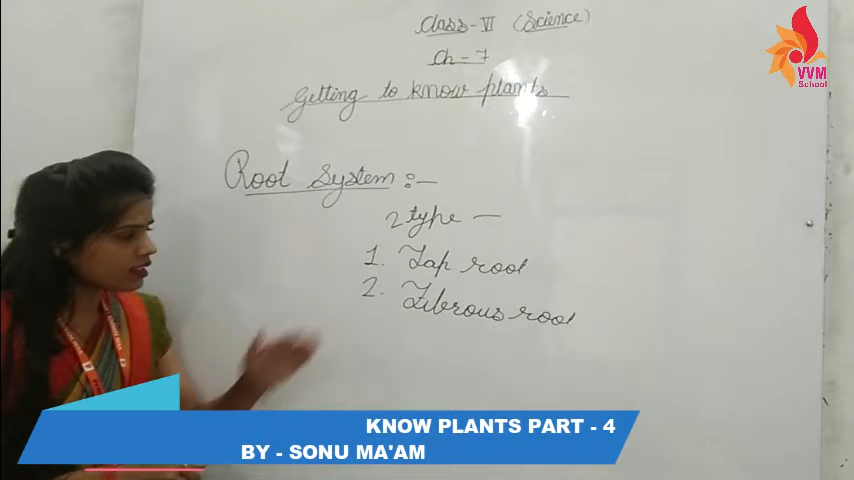 Class - VI (Science)
Ch - 7
Getting to know plants
Root System :-
2 type -
1. Tap root
2. Fibrous root
VVM
School
KNOW PLANTS PART - 4
BY - SONU MA'AM